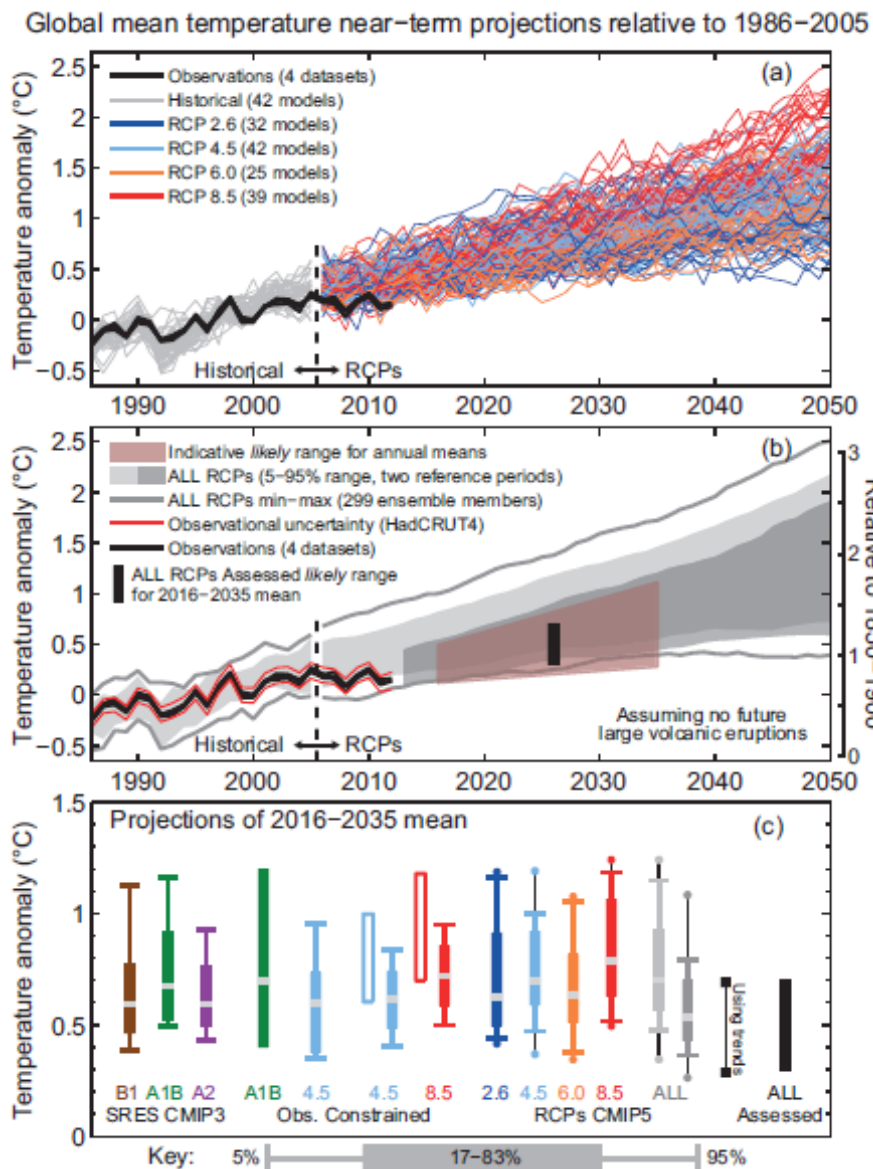 Global mean temperature near−term projections relative to 1986−2005
2.5
2
1.5
1
0.5
0
−0.5
Temperature anomaly (°C)
Observations (4 datasets)
Historical (42 models)
RCP 2.6 (32 models)
RCP 4.5 (42 models)
RCP 6.0 (25 models)
RCP 8.5 (39 models)
(a)
Historical
RCPs
1990 2000 2010 2020 2030 2040 2050
2.5
2
1.5
1
0.5
0
−0.5
Temperature anomaly (°C)
Indicative likely range for annual means
ALL RCPs (5−95% range, two reference periods)
ALL RCPs min−max (299 ensemble members)
Observational uncertainty (HadCRUT4)
Observations (4 datasets)
ALL RCPs Assessed likely range
for 2016−2035 mean
(b)
3
2
1
0
Relative to 1850−1900
Historical
RCPs
Assuming no future
large volcanic eruptions
1990 2000 2010 2020 2030 2040 2050
1.5
1
0.5
0
Temperature anomaly (°C)
Projections of 2016−2035 mean
(c)
Using trends
B1 A1B A2 A1B 4.5 4.5 8.5 2.6 4.5 6.0 8.5 ALL ALL
SRES CMIP3 Obs. Constrained RCPs CMIP5 Assessed
Key: 5% 17−83% 95%